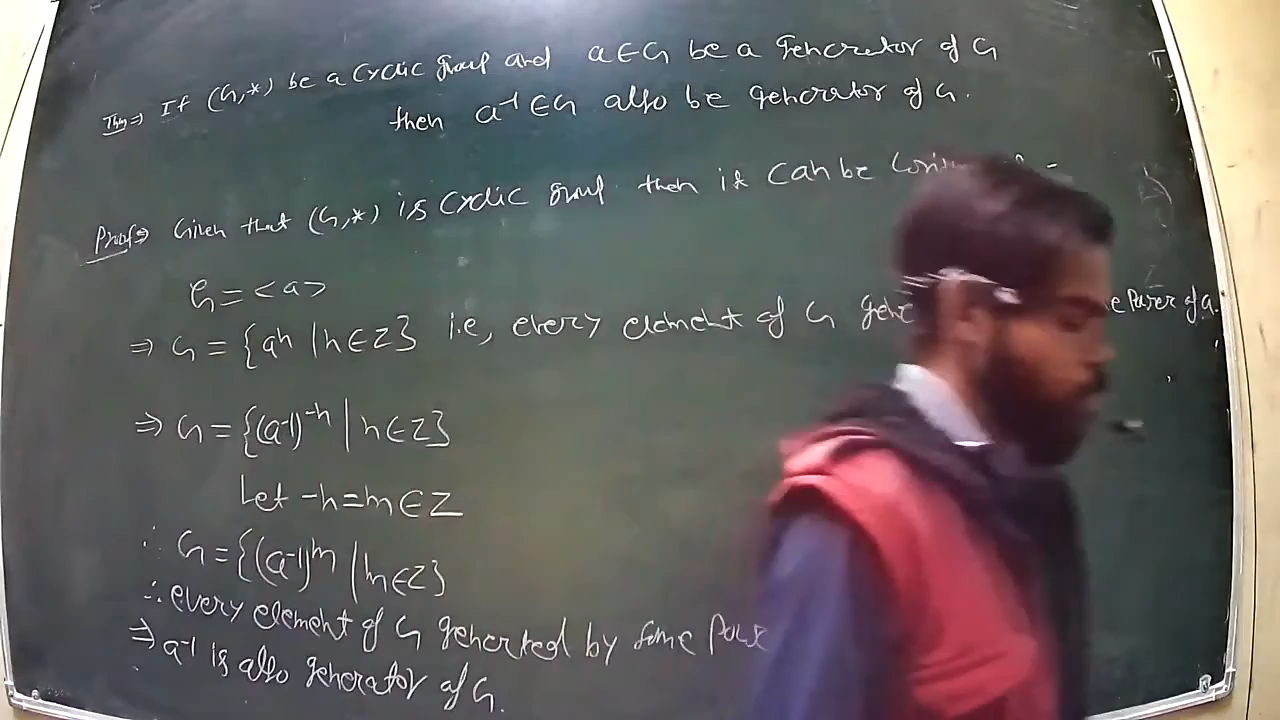 Thm⇒ If (G,*) be a cyclic group and a∈G be a generator of G
then a⁻¹∈G also be generator of G.
Proof⇒ Given that (G,*) is cyclic group then it can be
G=<a>
⇒ G={aⁿ |n∈Z} i.e, every element of G Power of a.
⇒ G={(a⁻¹)⁻ⁿ | n∈Z}
Let -n=m∈Z
∴ G={(a⁻¹)ᵐ |m∈Z}
∴ every element of G generted by some
⇒ a⁻¹ is also generator of G.